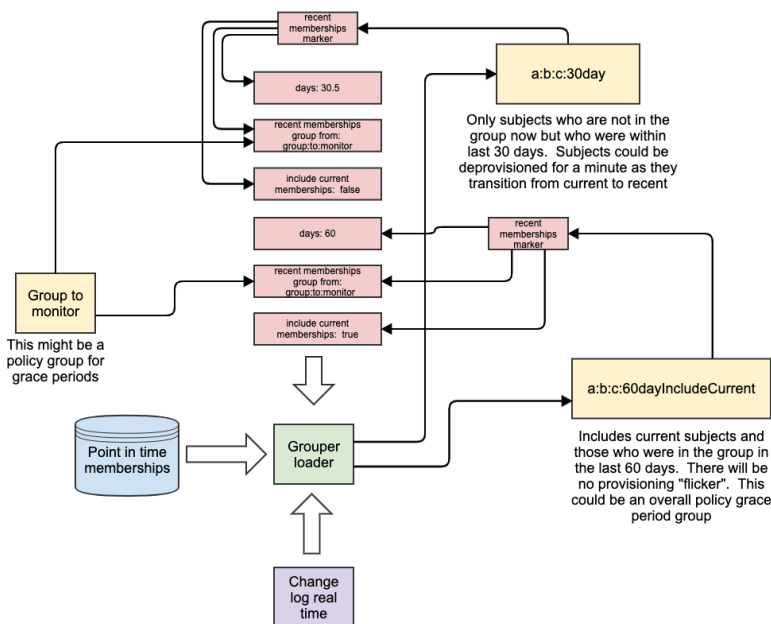 recent
memberships
marker
a:b:c:30day
days: 30.5
Only subjects who are not in the
group now but who were within
last 30 days.  Subjects could be
deprovisioned for a minute as they
transition from current to recent
recent memberships
group from:
group:to:monitor
include current
memberships:  false
days: 60
recent
memberships
marker
recent memberships
group from:
group:to:monitor
Group to
monitor
This might be a
policy group for
grace periods
include current
memberships:  true
a:b:c:60dayIncludeCurrent
Includes current subjects and
those who were in the group in
the last 60 days.  There will be
no provisioning "flicker".  This
could be an overall policy grace
period group
Point in time
memberships
Grouper
loader
Change
log real
time